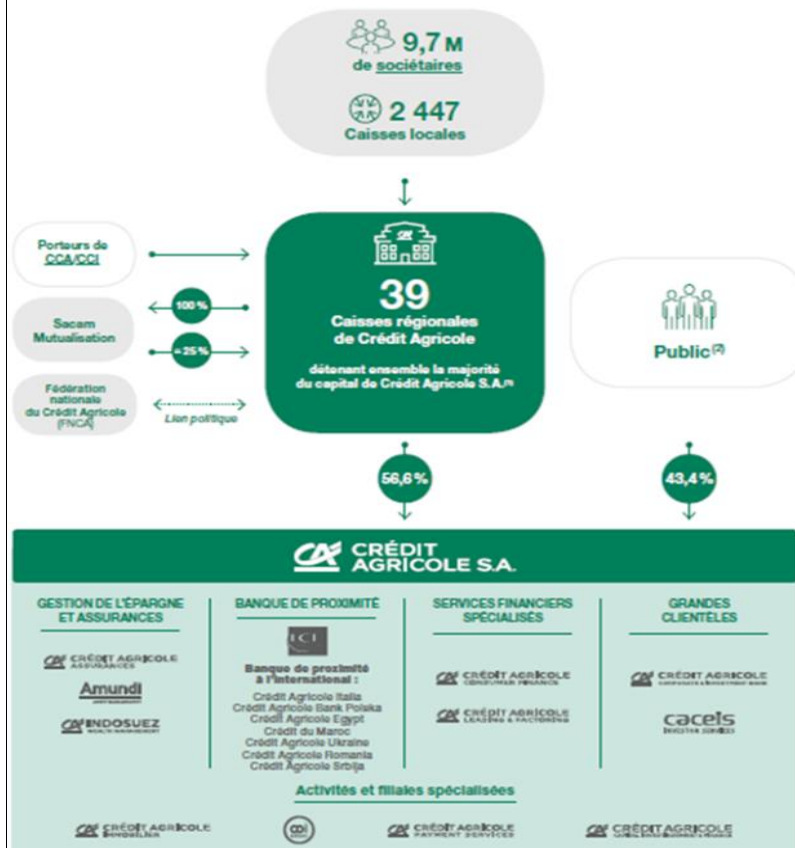 9,7 M
de sociétaires
2 447
Caisses locales
Porteurs de
CCA/CCI
100 %
Sacam
Mutualisation
≈ 25 %
Fédération
nationale
du Crédit Agricole
(FNCA)
Lien politique
39
Caisses régionales
de Crédit Agricole
détenant ensemble la majorité
du capital de Crédit Agricole S.A.(1)
Public(2)
56,6 %
43,4 %
CRÉDIT
AGRICOLE S.A.
GESTION DE L'ÉPARGNE
ET ASSURANCES
CRÉDIT AGRICOLE
ASSURANCES
Amundi
INDOSUEZ
WEALTH MANAGEMENT
BANQUE DE PROXIMITÉ
Banque de proximité
à l'international :
Crédit Agricole Italia
Crédit Agricole Bank Polska
Crédit Agricole Egypt
Crédit du Maroc
Crédit Agricole Ukraine
Crédit Agricole Romania
Crédit Agricole Srbija
SERVICES FINANCIERS
SPÉCIALISÉS
CRÉDIT AGRICOLE
CONSUMER FINANCE
CRÉDIT AGRICOLE
LEASING & FACTORING
GRANDES
CLIENTÈLES
CRÉDIT AGRICOLE
CORPORATE & INVESTMENT BANK
caceis
INVESTOR SERVICES
Activités et filiales spécialisées
CRÉDIT AGRICOLE
IMMOBILIER
CRÉDIT AGRICOLE
PAYMENT SERVICES
CRÉDIT AGRICOLE